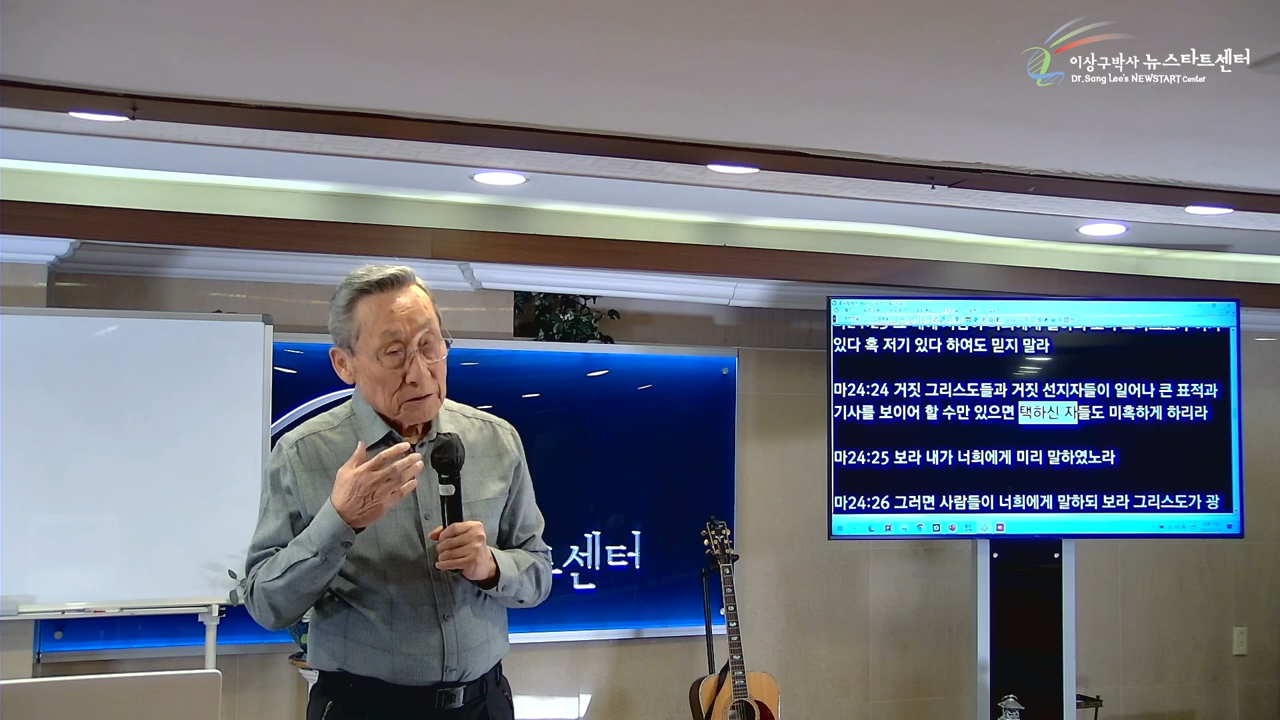 이상구박사 뉴스타트센터
Dr. Sang Lee's NEWSTART Center
있다 혹 저기 있다 하여도 믿지 말라
마24:24 거짓 그리스도들과 거짓 선지자들이 일어나 큰 표적과
기사를 보이어 할 수만 있으면 택하신 자들도 미혹하게 하리라
마24:25 보라 내가 너희에게 미리 말하였노라
마24:26 그러면 사람들이 너희에게 말하되 보라 그리스도가 광
센터